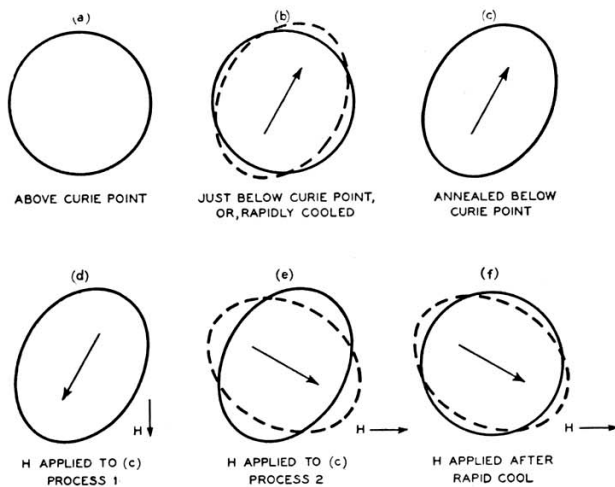 (a)
(b)
(c)
ABOVE CURIE POINT
JUST BELOW CURIE POINT,
OR, RAPIDLY COOLED
ANNEALED BELOW
CURIE POINT
(d)
(e)
(f)
H
H
H
H APPLIED TO (c)
PROCESS 1
H APPLIED TO (c)
PROCESS 2
H APPLIED AFTER
RAPID COOL